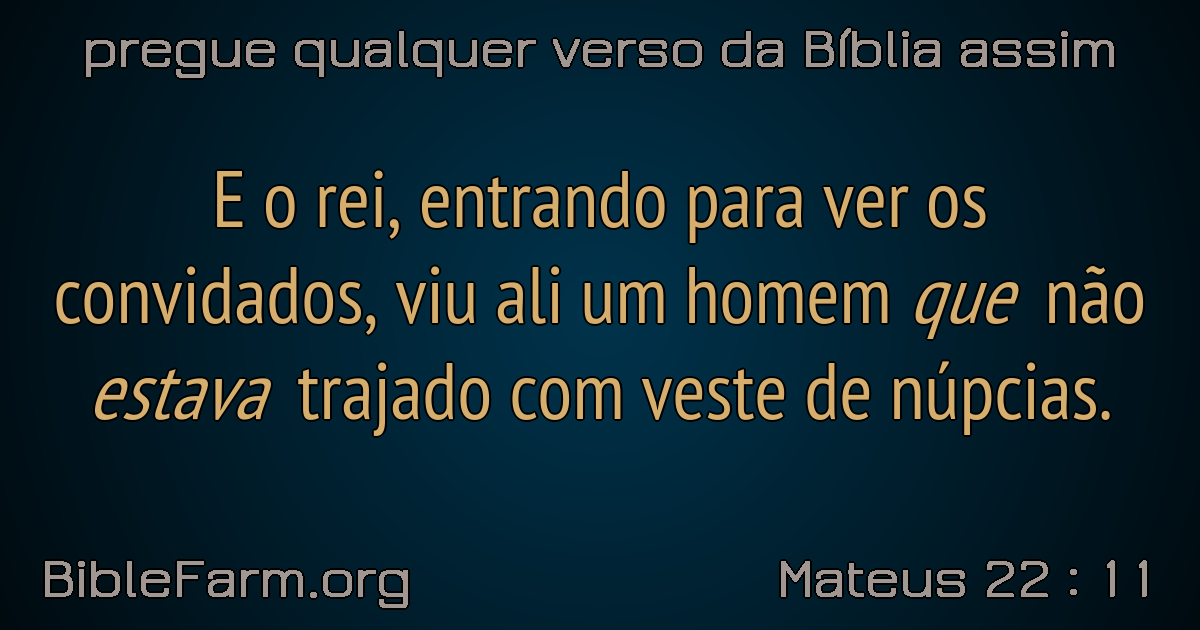 pregue qualquer verso da Bíblia assim
E o rei, entrando para ver os
convidados, viu ali um homem que não
estava trajado com veste de núpcias.
BibleFarm.org
Mateus 22 : 11